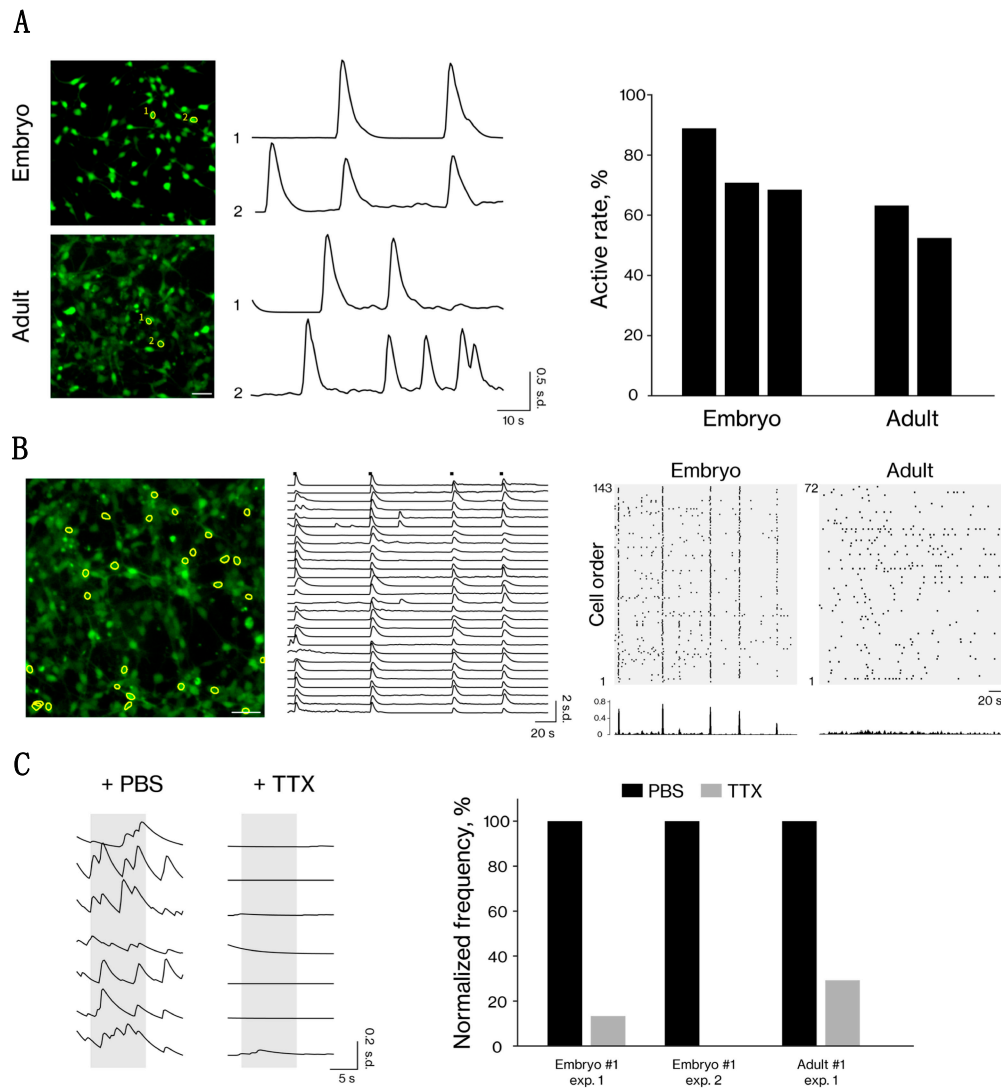 A
Embryo
1
2
1
2
Adult
1
2
1
2
0.5 s.d.
10 s
Active rate, %
100
80
60
40
20
0
Embryo
Adult
B
2 s.d.
20 s
Embryo
Adult
143
72
Cell order
1
1
20 s
0.8
0.4
0
C
+ PBS
+ TTX
0.2 s.d.
5 s
PBS
TTX
Normalized frequency, %
100
80
60
40
20
0
Embryo #1
exp. 1
Embryo #1
exp. 2
Adult #1
exp. 1